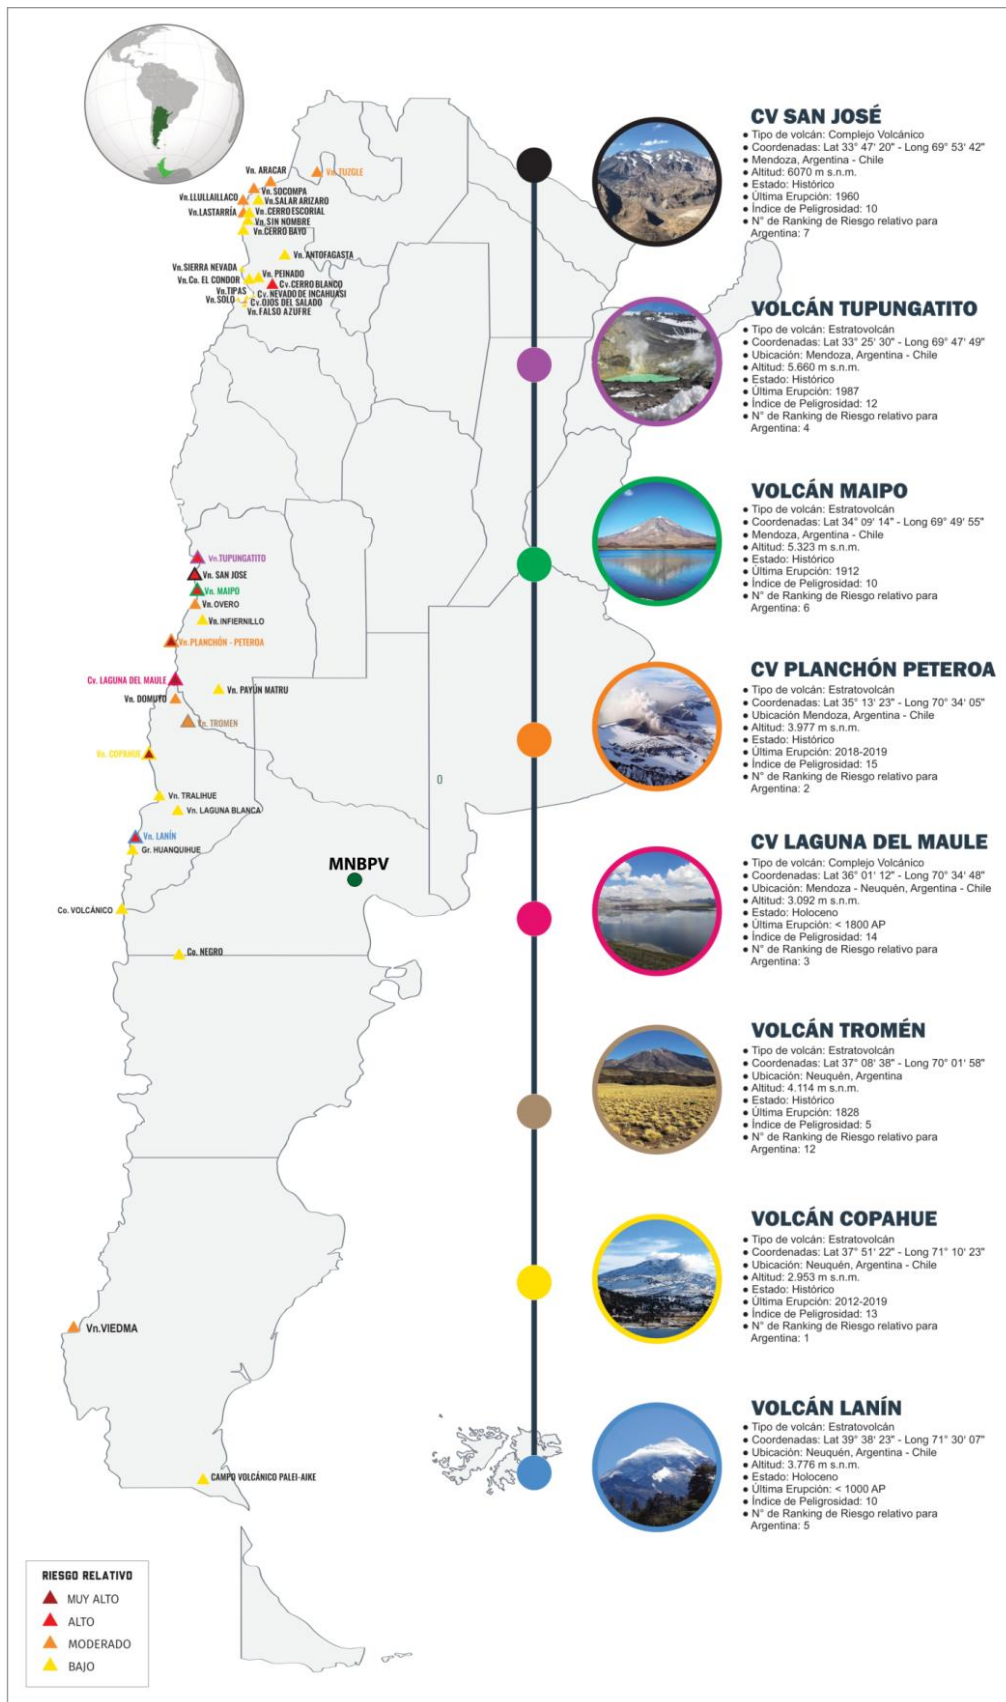 Vn. ARACAR
Vn. TUZGLE
Vn. SOCOMPA
Vn. LLULLAILLACO
Vn. SALAR ARIZARO
Vn. LASTARRÍA
Vn. CERRO ESCORIAL
Vn. SIN NOMBRE
Vn. CERRO BAYO
Vn. ANTOFAGASTA
Vn. SIERRA NEVADA
Vn. PEINADO
Vn. Co. EL CONDOR
Cv. CERRO BLANCO
Vn. TIPAS
Cv. NEVADO DE INCAHUASI
Vn. SOLO
Cv. OJOS DEL SALADO
Vn. FALSO AZUFRE
Vn. TUPUNGATITO
Vn. SAN JOSE
Vn. MAIPO
Vn. OVERO
Vn. INFIERNILLO
Vn. PLANCHÓN - PETEROA
Cv. LAGUNA DEL MAULE
Vn. PAYÚN MATRU
Vn. DOMUYO
Vn. TROMEN
Vn. COPAHUE
Vn. TRALIHUE
Vn. LAGUNA BLANCA
Vn. LANÍN
Gr. HUANQUIHUE
MNBPV
Co. VOLCÁNICO
Co. NEGRO
Vn. VIEDMA
CAMPO VOLCÁNICO PALEI-AIKE
RIESGO RELATIVO
MUY ALTO
ALTO
MODERADO
BAJO
CV SAN JOSÉ
● Tipo de volcán: Complejo Volcánico
● Coordenadas: Lat 33° 47' 20" - Long 69° 53' 42"
● Mendoza, Argentina - Chile
● Altitud: 6070 m s.n.m.
● Estado: Histórico
● Última Erupción: 1960
● Índice de Peligrosidad: 10
● N° de Ranking de Riesgo relativo para
Argentina: 7
VOLCÁN TUPUNGATITO
● Tipo de volcán: Estratovolcán
● Coordenadas: Lat 33° 25' 30" - Long 69° 47' 49"
● Ubicación: Mendoza, Argentina - Chile
● Altitud: 5.660 m s.n.m.
● Estado: Histórico
● Última Erupción: 1987
● Índice de Peligrosidad: 12
● N° de Ranking de Riesgo relativo para
Argentina: 4
VOLCÁN MAIPO
● Tipo de volcán: Estratovolcán
● Coordenadas: Lat 34° 09' 14" - Long 69° 49' 55"
● Mendoza, Argentina - Chile
● Altitud: 5.323 m s.n.m.
● Estado: Histórico
● Última Erupción: 1912
● Índice de Peligrosidad: 10
● N° de Ranking de Riesgo relativo para
Argentina: 6
CV PLANCHÓN PETEROA
● Tipo de volcán: Estratovolcán
● Coordenadas: Lat 35° 13' 23" - Long 70° 34' 05"
● Ubicación Mendoza, Argentina - Chile
● Altitud: 3.977 m s.n.m.
● Estado: Histórico
● Última Erupción: 2018-2019
● Índice de Peligrosidad: 15
● N° de Ranking de Riesgo relativo para
Argentina: 2
CV LAGUNA DEL MAULE
● Tipo de volcán: Complejo Volcánico
● Coordenadas: Lat 36° 01' 12" - Long 70° 34' 48"
● Ubicación: Mendoza - Neuquén, Argentina - Chile
● Altitud: 3.092 m s.n.m.
● Estado: Holoceno
● Última Erupción: < 1800 AP
● Índice de Peligrosidad: 14
● N° de Ranking de Riesgo relativo para
Argentina: 3
VOLCÁN TROMÉN
● Tipo de volcán: Estratovolcán
● Coordenadas: Lat 37° 08' 38" - Long 70° 01' 58"
● Ubicación: Neuquén, Argentina
● Altitud: 4.114 m s.n.m.
● Estado: Histórico
● Última Erupción: 1828
● Índice de Peligrosidad: 5
● N° de Ranking de Riesgo relativo para
Argentina: 12
VOLCÁN COPAHUE
● Tipo de volcán: Estratovolcán
● Coordenadas: Lat 37° 51' 22" - Long 71° 10' 23"
● Ubicación: Neuquén, Argentina - Chile
● Altitud: 2.953 m s.n.m.
● Estado: Histórico
● Última Erupción: 2012-2019
● Índice de Peligrosidad: 13
● N° de Ranking de Riesgo relativo para
Argentina: 1
VOLCÁN LANÍN
● Tipo de volcán: Estratovolcán
● Coordenadas: Lat 39° 38' 23" - Long 71° 30' 07"
● Ubicación: Neuquén, Argentina - Chile
● Altitud: 3.776 m s.n.m.
● Estado: Holoceno
● Última Erupción: < 1000 AP
● Índice de Peligrosidad: 10
● N° de Ranking de Riesgo relativo para
Argentina: 5